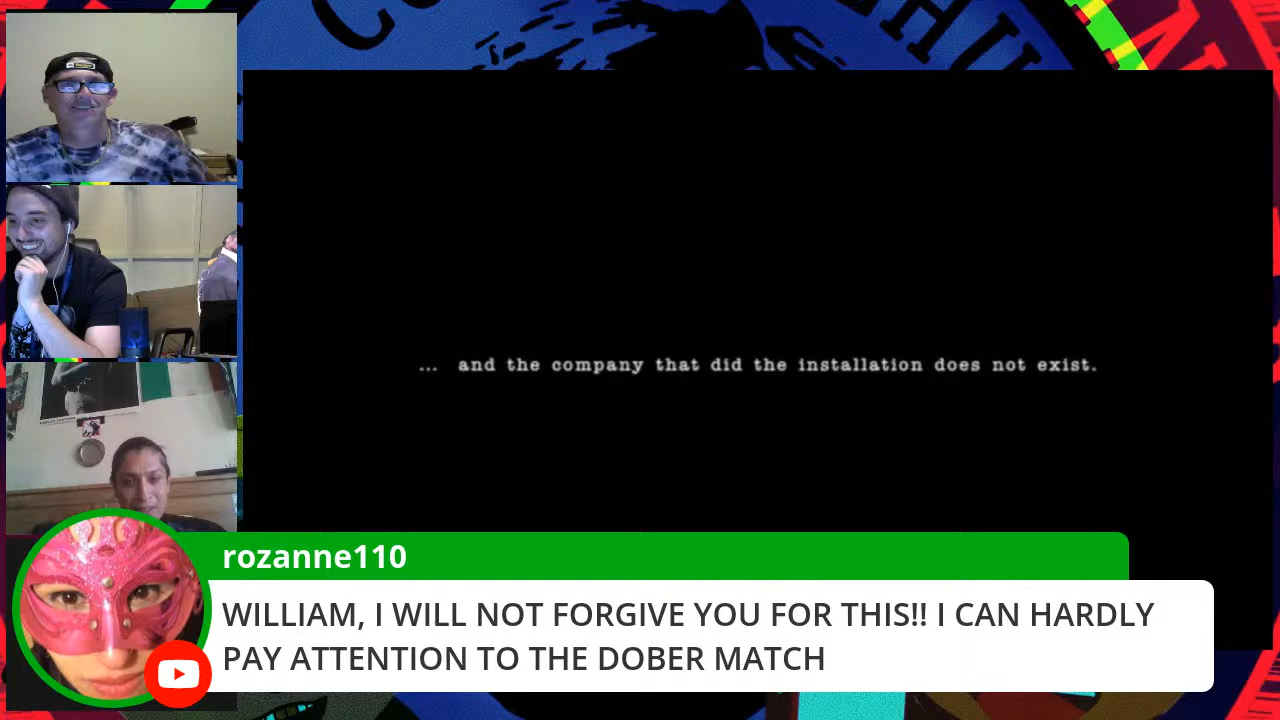 ... and the company that did the installation does not exist.
rozanne110
WILLIAM, I WILL NOT FORGIVE YOU FOR THIS!! I CAN HARDLY
PAY ATTENTION TO THE DOBER MATCH